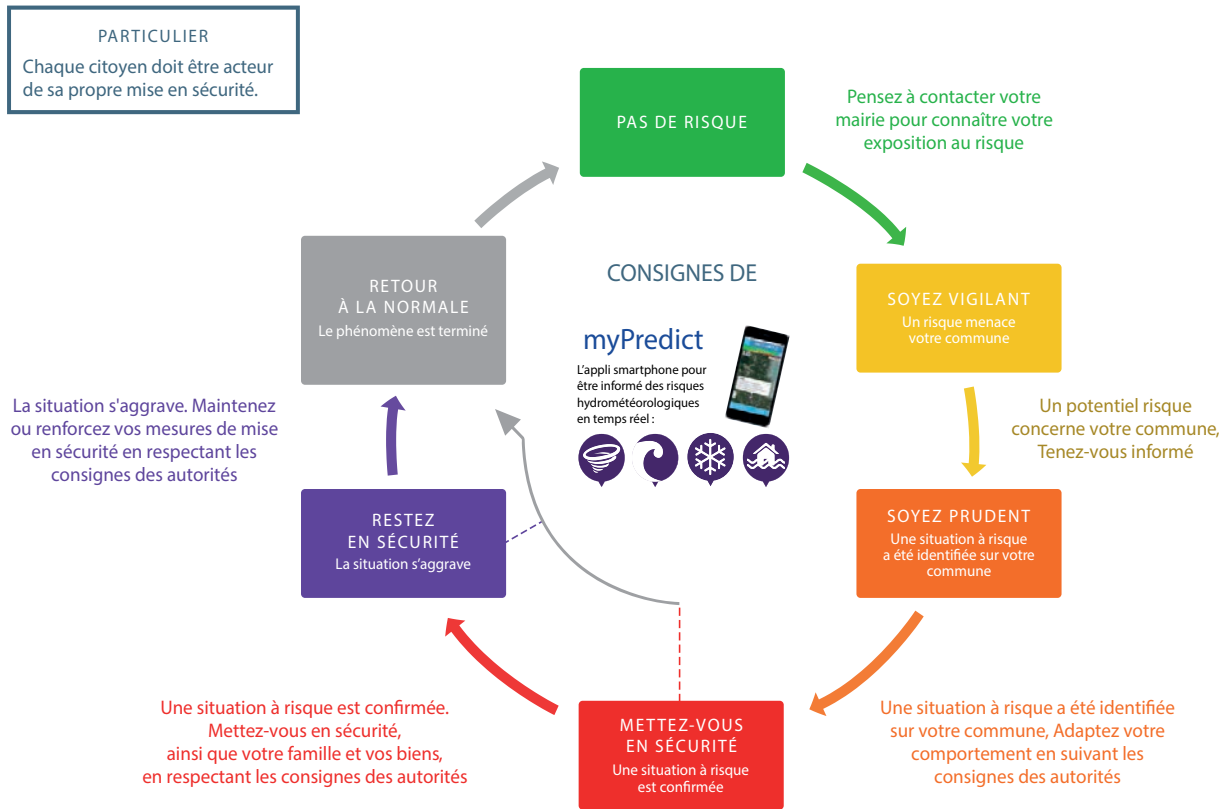 PARTICULIER
Chaque citoyen doit être acteur
de sa propre mise en sécurité.
PAS DE RISQUE
Pensez à contacter votre
mairie pour connaître votre
exposition au risque
RETOUR
À LA NORMALE
Le phénomène est terminé
CONSIGNES DE
SOYEZ VIGILANT
Un risque menace
votre commune
myPredict
L'appli smartphone pour
être informé des risques
hydrométéorologiques
en temps réel :
La situation s'aggrave. Maintenez
ou renforcez vos mesures de mise
en sécurité en respectant les
consignes des autorités
Un potentiel risque
concerne votre commune,
Tenez-vous informé
RESTEZ
EN SÉCURITÉ
La situation s’aggrave
SOYEZ PRUDENT
Une situation à risque
a été identifiée sur votre
commune
Une situation à risque est confirmée.
Mettez-vous en sécurité,
ainsi que votre famille et vos biens,
en respectant les consignes des autorités
METTEZ-VOUS
EN SÉCURITÉ
Une situation à risque
est confirmée
Une situation à risque a été identifiée
sur votre commune, Adaptez votre
comportement en suivant les
consignes des autorités